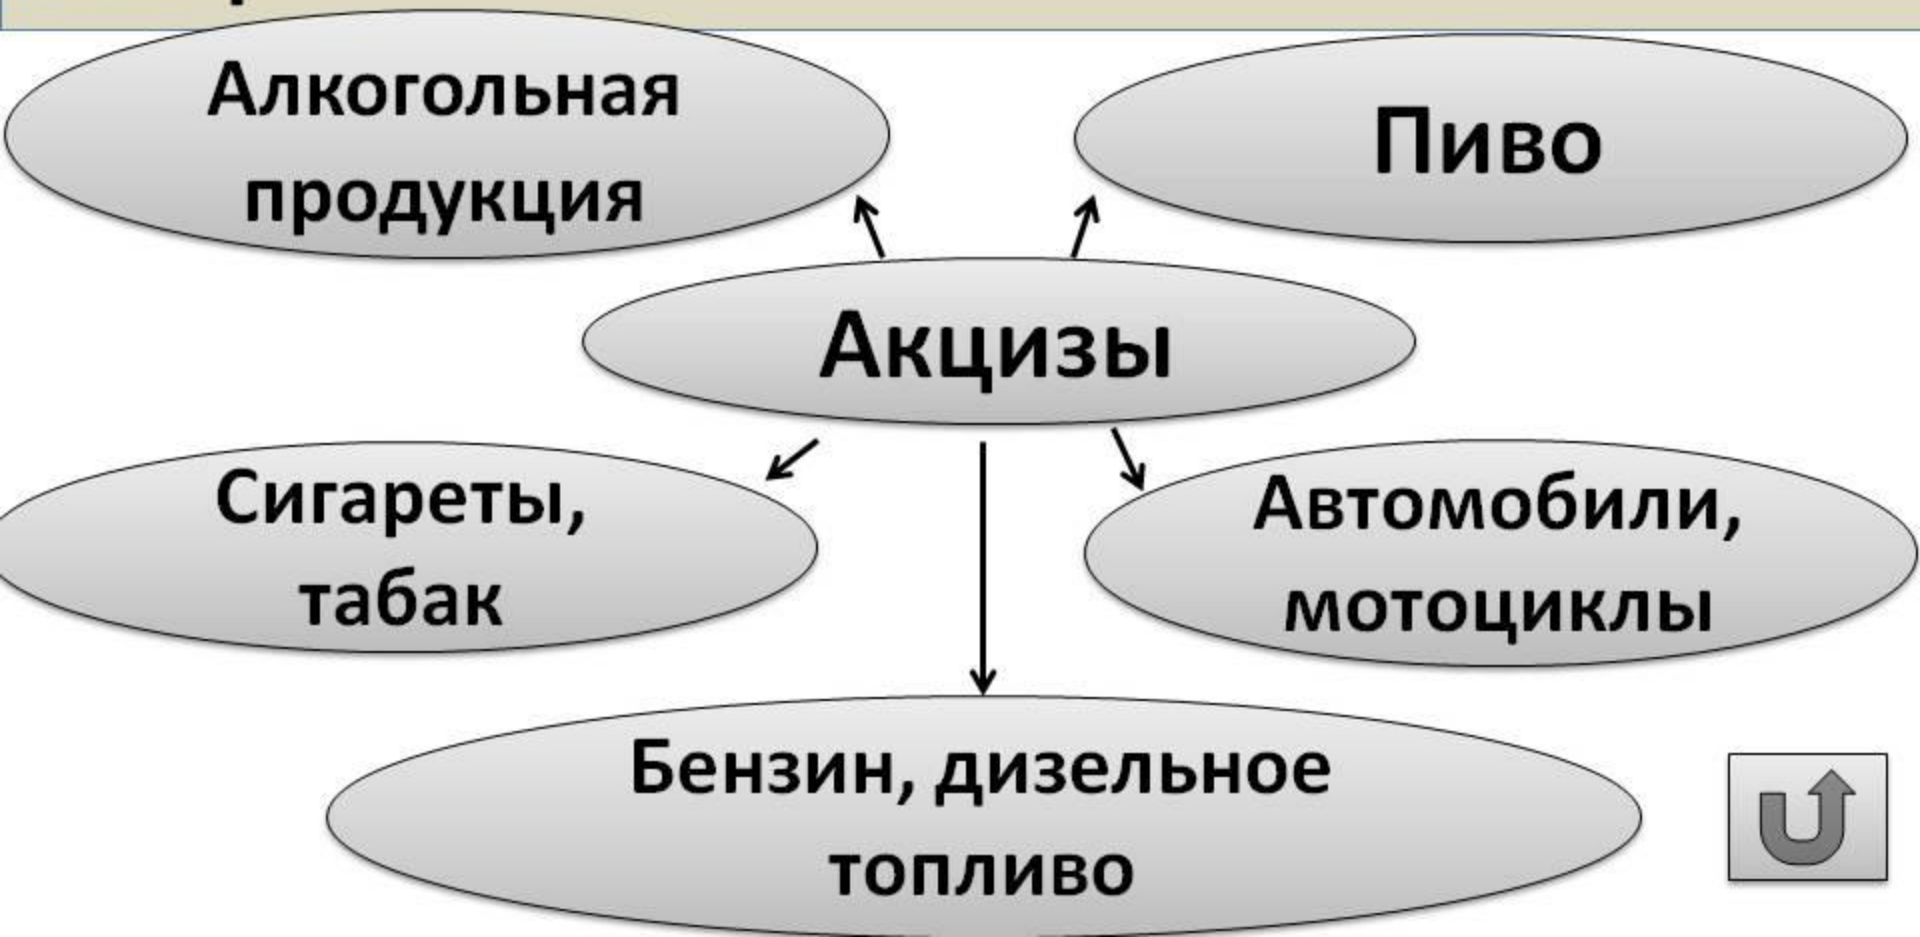 Алкогольная
продукция
Пиво
Акцизы
Сигареты,
табак
Автомобили,
мотоциклы
Бензин, дизельное
топливо